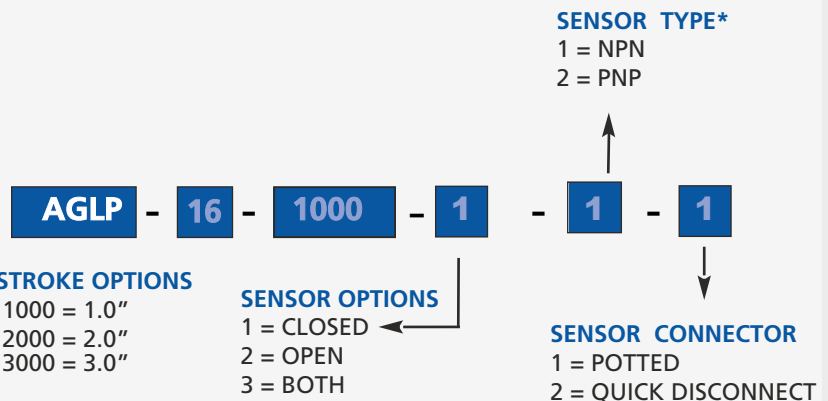 SENSOR TYPE*
1 = NPN
2 = PNP
AGLP - 16 - 1000 - 1 - 1 - 1
STROKE OPTIONS
1000 = 1.0”
2000 = 2.0”
3000 = 3.0”
SENSOR OPTIONS
1 = CLOSED
2 = OPEN
3 = BOTH
SENSOR CONNECTOR
1 = POTTED
2 = QUICK DISCONNECT